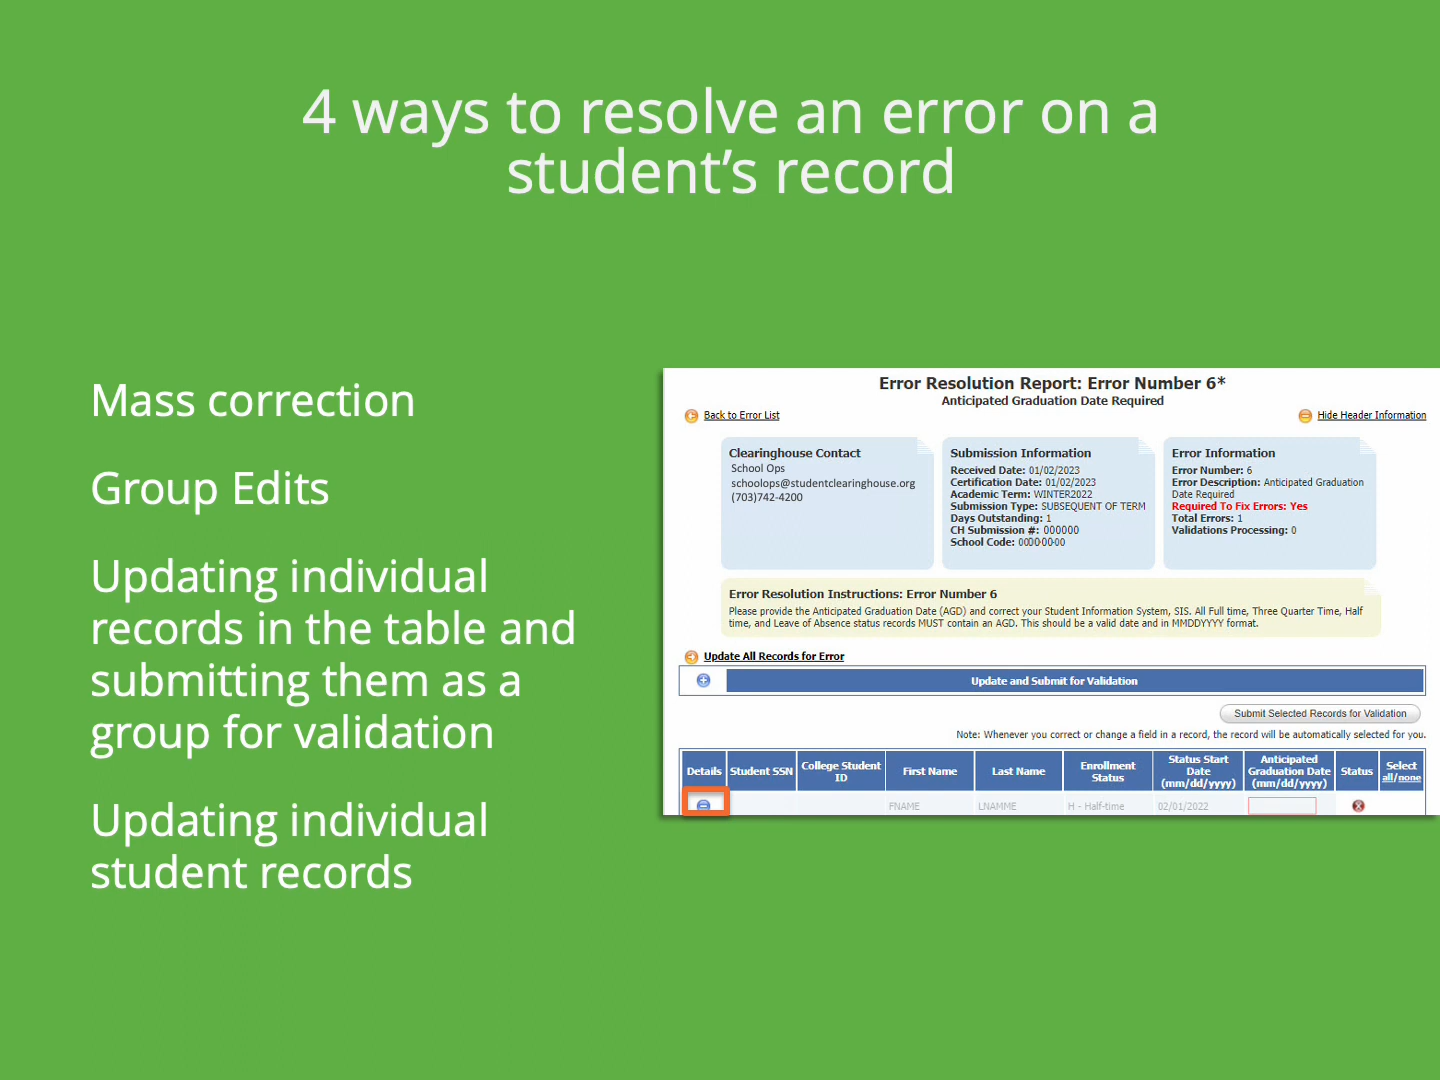 4 ways to resolve an error on a
student’s record
Mass correction
Group Edits
Updating individual
records in the table and
submitting them as a
group for validation
Updating individual
student records
Error Resolution Report: Error Number 6*
Anticipated Graduation Date Required
Back to Error List
Hide Header Information
Clearinghouse Contact
School Ops
schoolops@studentclearinghouse.org
(703)742-4200
Submission Information
Received Date: 01/02/2023
Certification Date: 01/02/2023
Academic Term: WINTER2022
Submission Type: SUBSEQUENT OF TERM
Days Outstanding: 1
CH Submission #: 000000
School Code: 0000-00-00
Error Information
Error Number: 6
Error Description: Anticipated Graduation
Date Required
Required To Fix Errors: Yes
Total Errors: 1
Validations Processing: 0
Error Resolution Instructions: Error Number 6
Please provide the Anticipated Graduation Date (AGD) and correct your Student Information System, SIS. All Full time, Three Quarter Time, Half
time, and Leave of Absence status records MUST contain an AGD. This should be a valid date and in MMDDYYYY format.
Update All Records for Error
Update and Submit for Validation
Submit Selected Records for Validation
Note: Whenever you correct or change a field in a record, the record will be automatically selected for you.
Details
Student SSN
College Student
ID
First Name
Last Name
Enrollment
Status
Status Start
Date
(mm/dd/yyyy)
Anticipated
Graduation Date
(mm/dd/yyyy)
Status
Select
all/none
FNAME
LNAMME
H - Half-time
02/01/2022